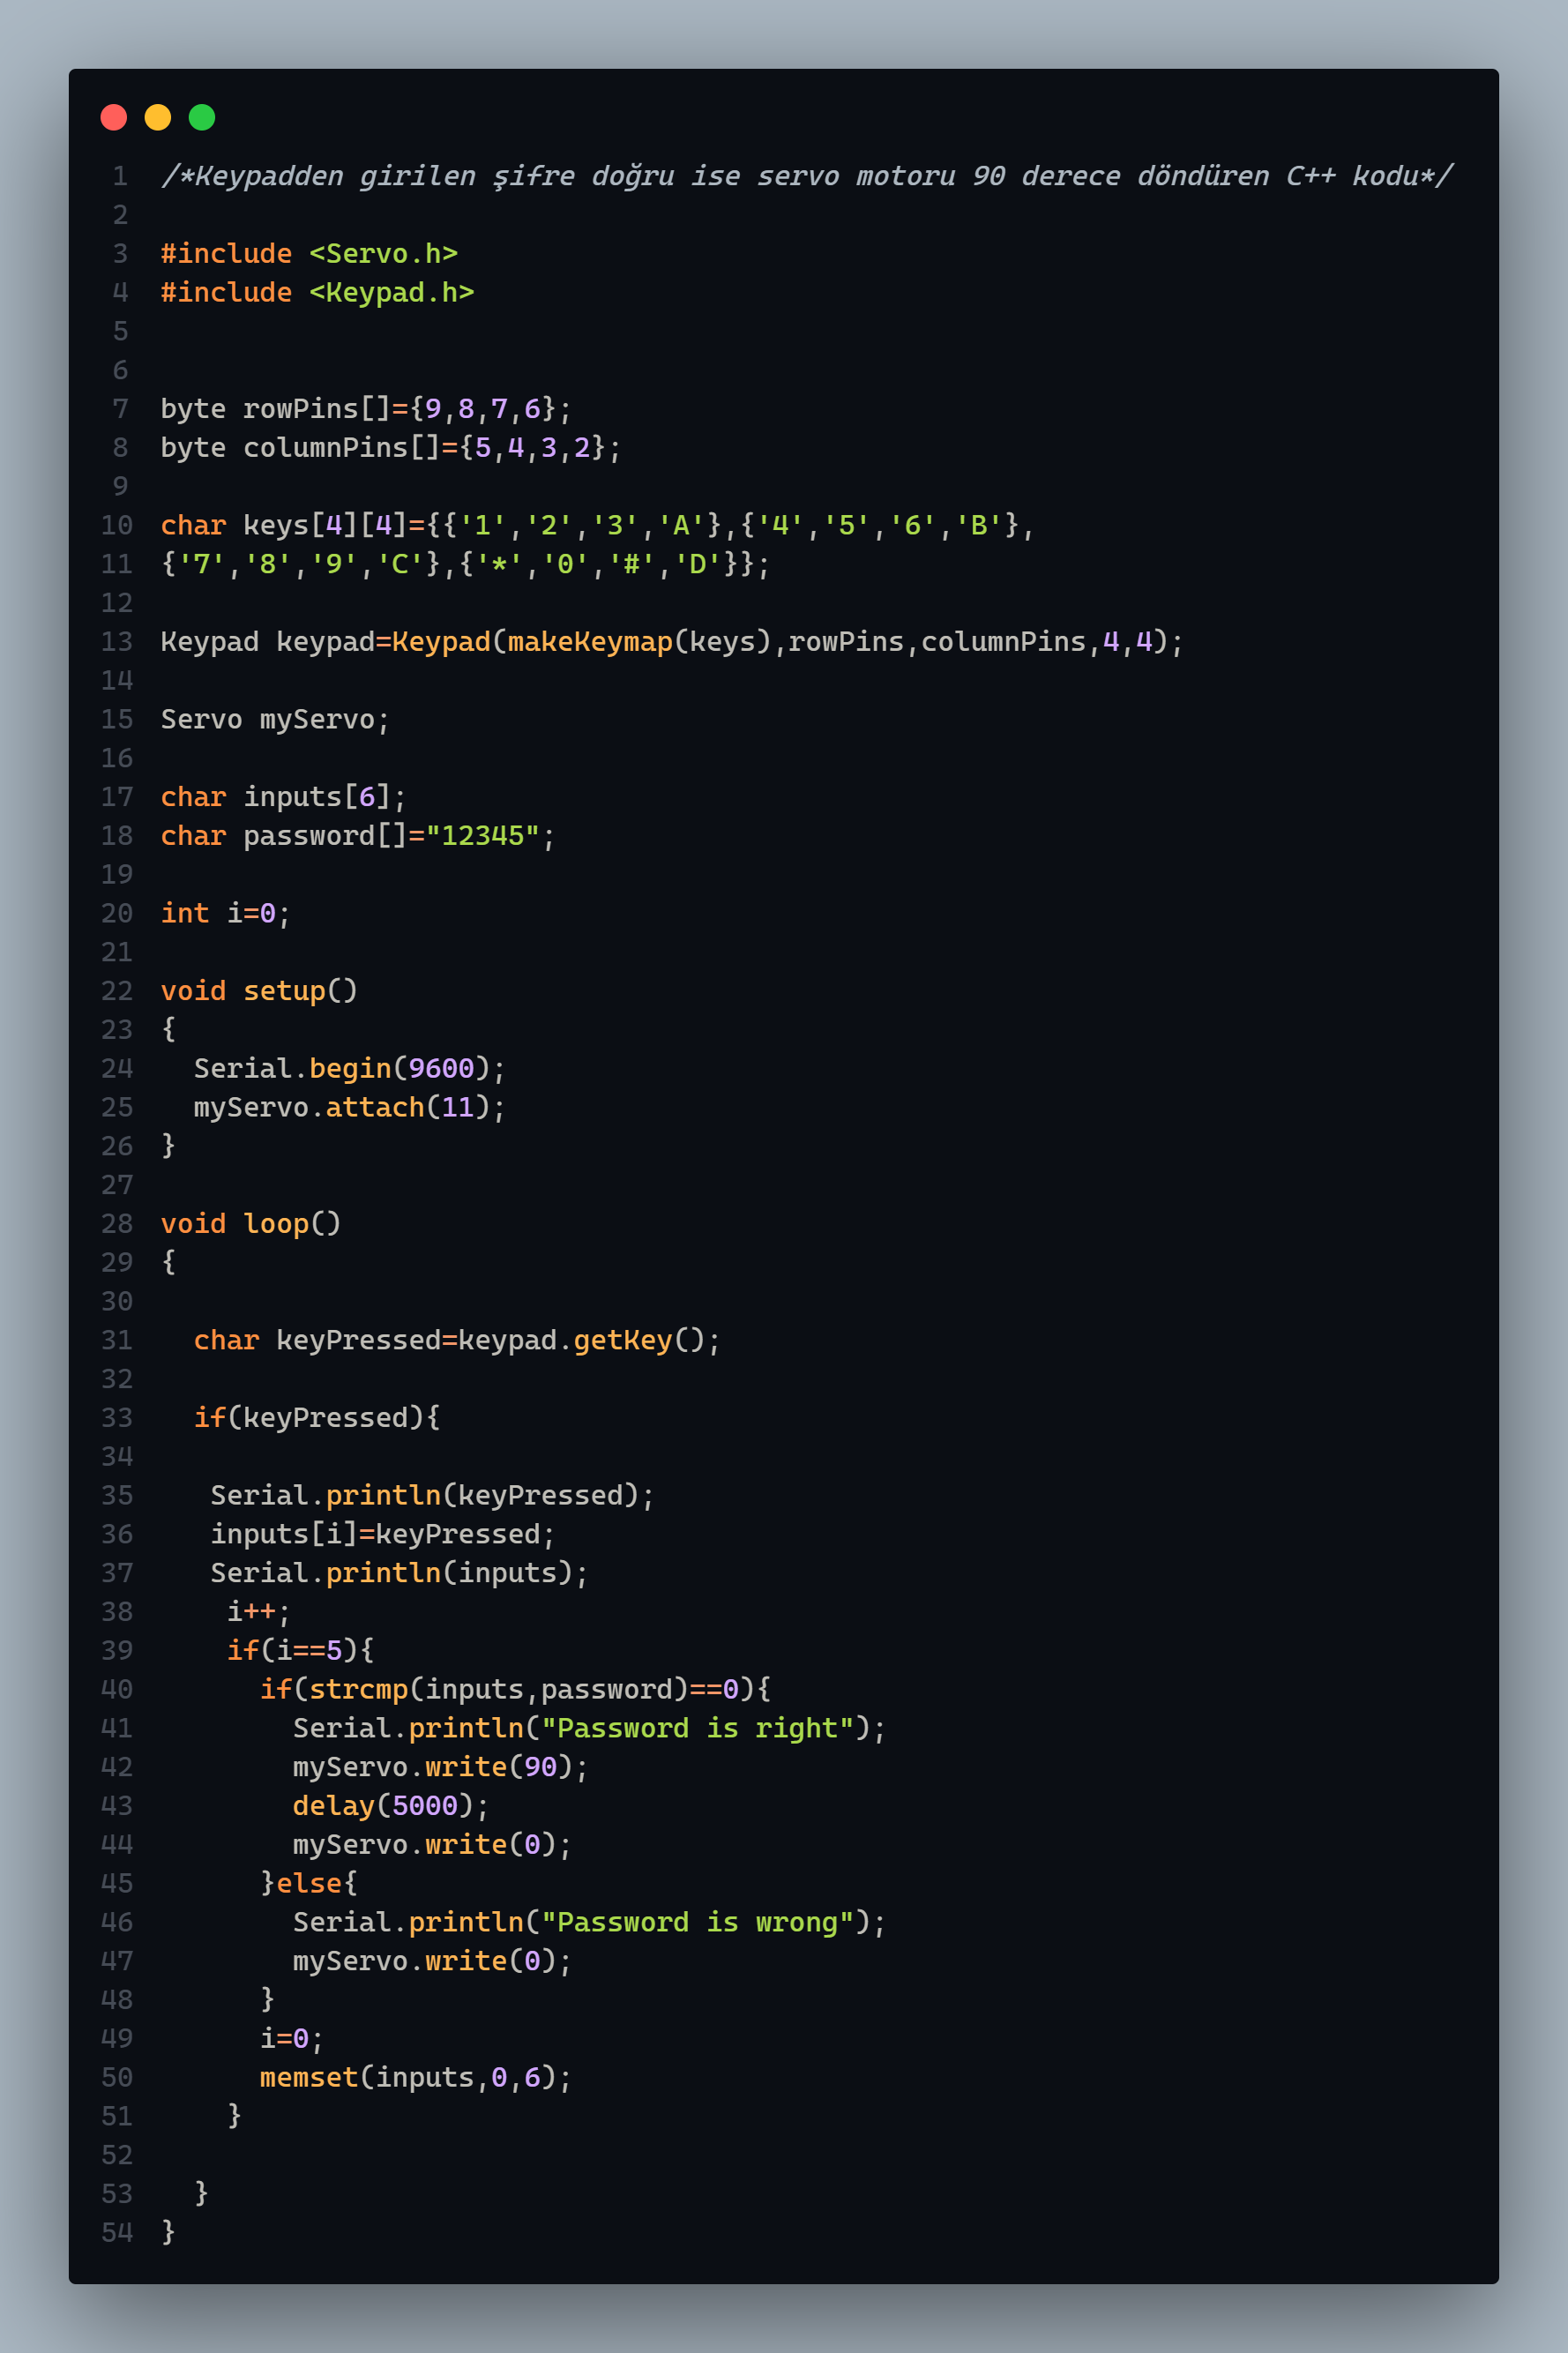 1 /*Keypadden girilen şifre doğru ise servo motoru 90 derece döndüren C++ kodu*/
2
3 #include <Servo.h>
4 #include <Keypad.h>
5
6
7 byte rowPins[]={9,8,7,6};
8 byte columnPins[]={5,4,3,2};
9
10 char keys[4][4]={{'1','2','3','A'},{'4','5','6','B'},
11 {'7','8','9','C'},{'*','0','#','D'}};
12
13 Keypad keypad=Keypad(makeKeymap(keys),rowPins,columnPins,4,4);
14
15 Servo myServo;
16
17 char inputs[6];
18 char password[]="12345";
19
20 int i=0;
21
22 void setup()
23 {
24   Serial.begin(9600);
25   myServo.attach(11);
26 }
27
28 void loop()
29 {
30
31   char keyPressed=keypad.getKey();
32
33   if(keyPressed){
34
35    Serial.println(keyPressed);
36    inputs[i]=keyPressed;
37    Serial.println(inputs);
38     i++;
39     if(i==5){
40       if(strcmp(inputs,password)==0){
41         Serial.println("Password is right");
42         myServo.write(90);
43         delay(5000);
44         myServo.write(0);
45       }else{
46         Serial.println("Password is wrong");
47         myServo.write(0);
48       }
49       i=0;
50       memset(inputs,0,6);
51     }
52
53   }
54 }